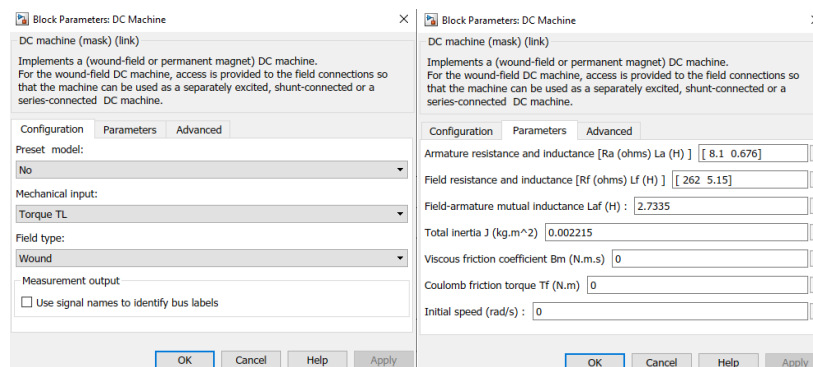 Block Parameters: DC Machine
DC machine (mask) (link)
Implements a (wound-field or permanent magnet) DC machine.
For the wound-field DC machine, access is provided to the field connections so
that the machine can be used as a separately excited, shunt-connected or a
series-connected DC machine.
Configuration Parameters Advanced
Preset model:
No
Mechanical input:
Torque TL
Field type:
Wound
Measurement output
Use signal names to identify bus labels
OK Cancel Help Apply
Block Parameters: DC Machine
DC machine (mask) (link)
Implements a (wound-field or permanent magnet) DC machine.
For the wound-field DC machine, access is provided to the field connections so
that the machine can be used as a separately excited, shunt-connected or a
series-connected DC machine.
Configuration Parameters Advanced
Armature resistance and inductance [Ra (ohms) La (H) ] [ 8.1 0.676]
Field resistance and inductance [Rf (ohms) Lf (H) ] [ 262 5.15]
Field-armature mutual inductance Laf (H) : 2.7335
Total inertia J (kg.m^2) 0.002215
Viscous friction coefficient Bm (N.m.s) 0
Coulomb friction torque Tf (N.m) 0
Initial speed (rad/s) : 0
OK Cancel Help Apply